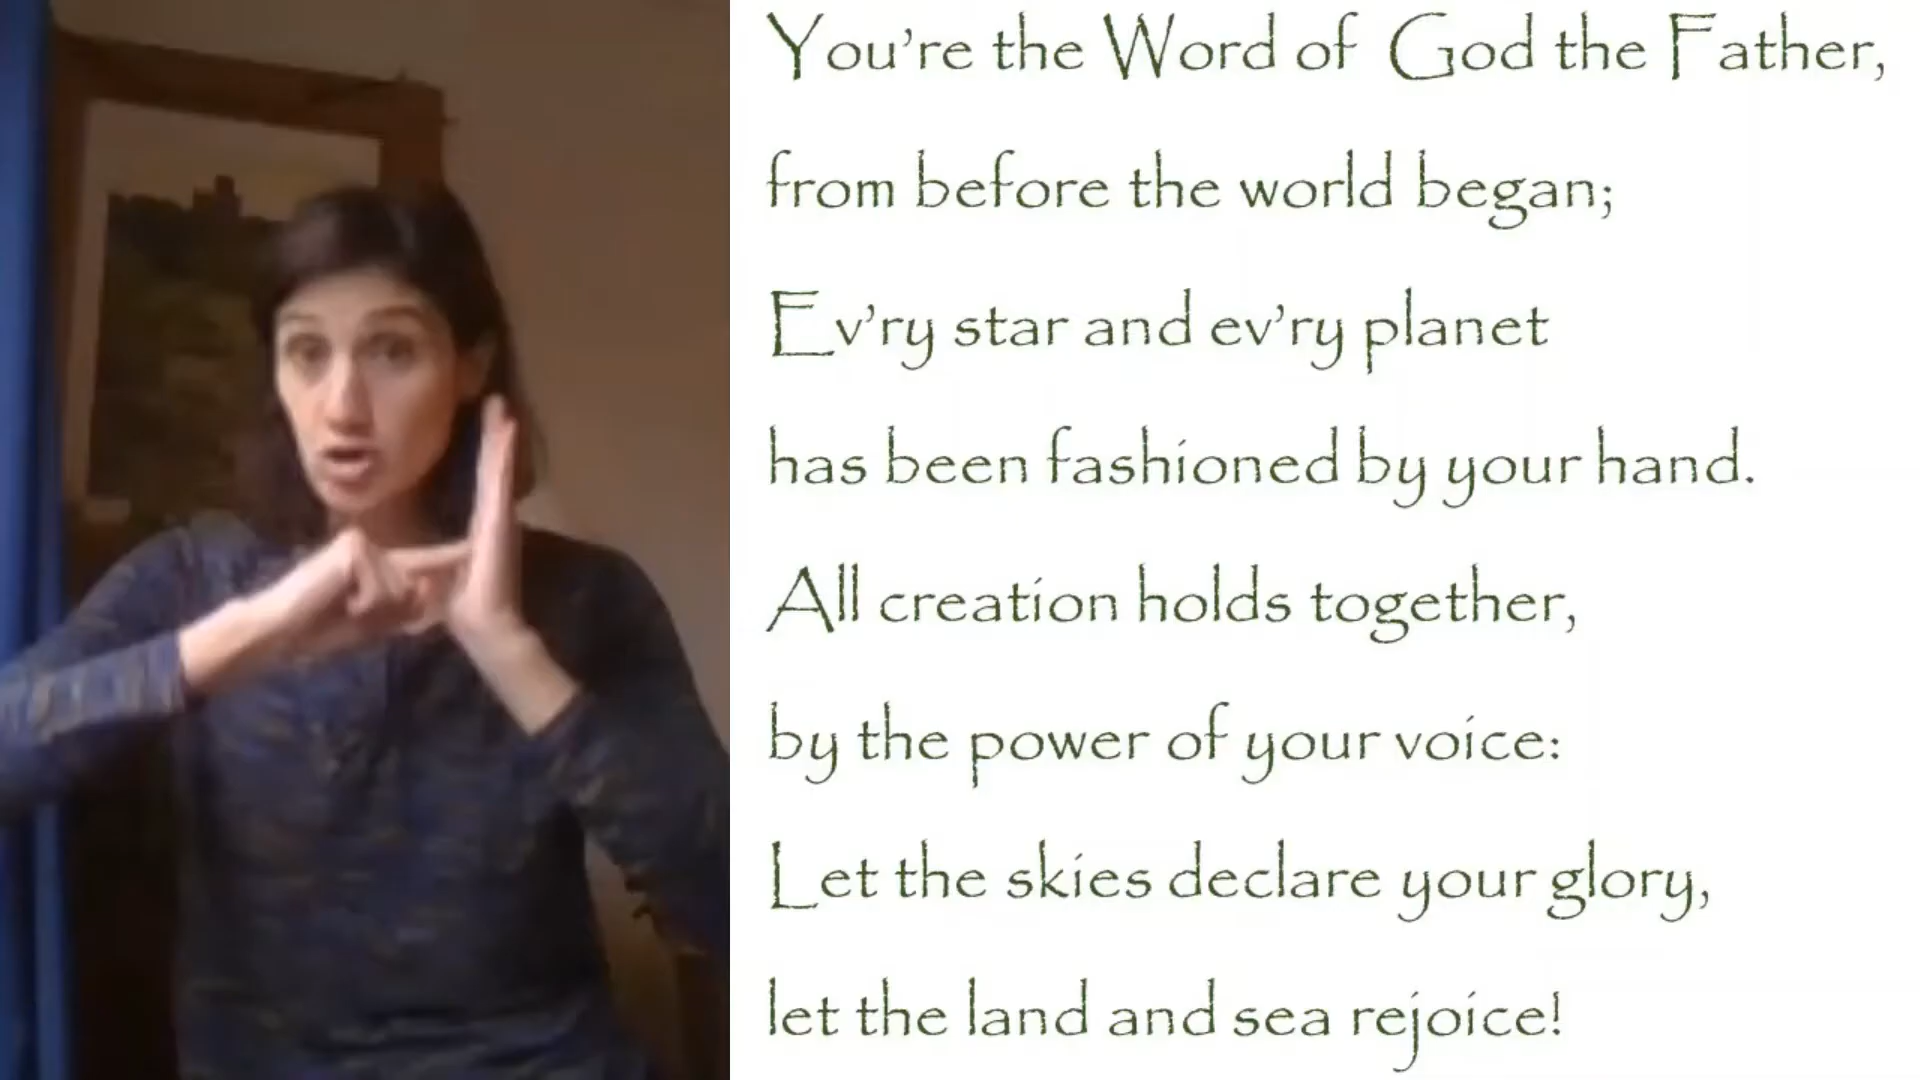 You're the Word of God the Father,
from before the world began;
Ev'ry star and ev'ry planet
has been fashioned by your hand.
All creation holds together,
by the power of your voice:
Let the skies declare your glory,
let the land and sea rejoice!